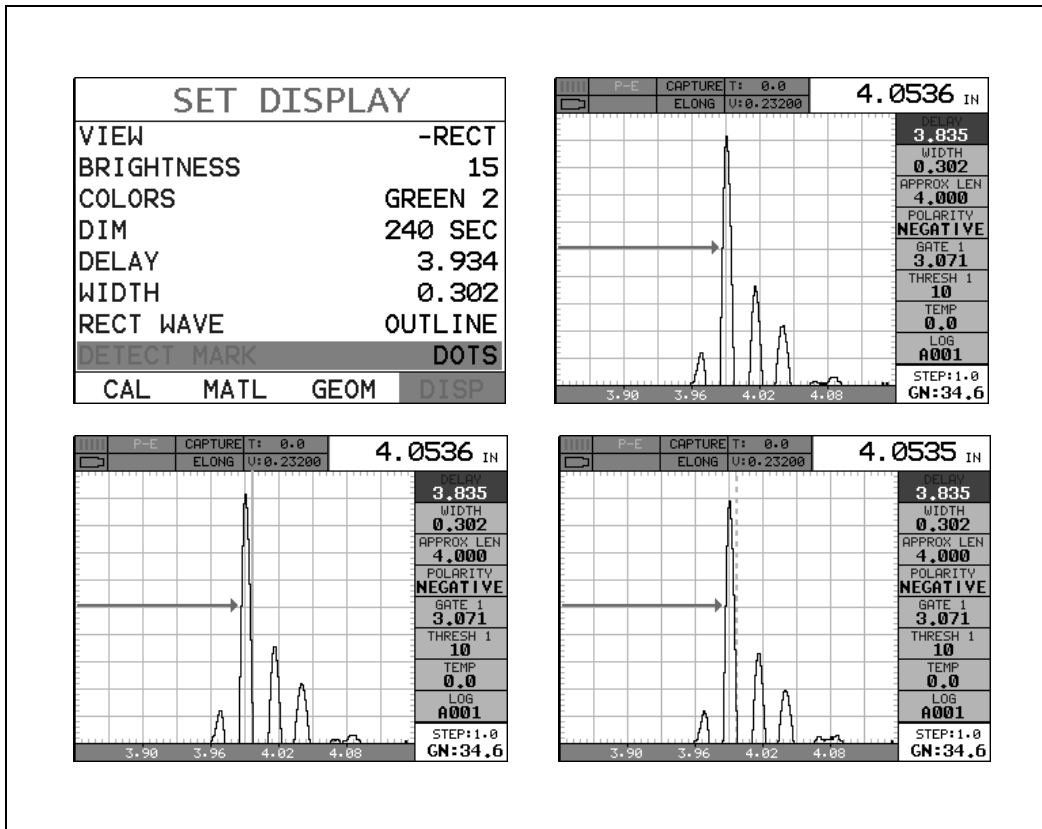 SET DISPLAY
VIEW -RECT
BRIGHTNESS 15
COLORS GREEN 2
DIM 240 SEC
DELAY 3.934
WIDTH 0.302
RECT WAVE OUTLINE
DETECT MARK DOTS
CAL MATL GEOM DISP
P-E CAPTURE T: 0.0 4.0536 IN
ELONG V:0.23200
DELAY
3.835
WIDTH
0.302
APPROX LEN
4.000
POLARITY
NEGATIVE
GATE 1
3.071
THRESH 1
10
TEMP
0.0
LOG
A001
STEP:1.0
GN:34.6
3.90 3.96 4.02 4.08
P-E CAPTURE T: 0.0 4.0536 IN
ELONG V:0.23200
DELAY
3.835
WIDTH
0.302
APPROX LEN
4.000
POLARITY
NEGATIVE
GATE 1
3.071
THRESH 1
10
TEMP
0.0
LOG
A001
STEP:1.0
GN:34.6
3.90 3.96 4.02 4.08
P-E CAPTURE T: 0.0 4.0535 IN
ELONG V:0.23200
DELAY
3.835
WIDTH
0.302
APPROX LEN
4.000
POLARITY
NEGATIVE
GATE 1
3.071
THRESH 1
10
TEMP
0.0
LOG
A001
STEP:1.0
GN:34.6
3.90 3.96 4.02 4.08